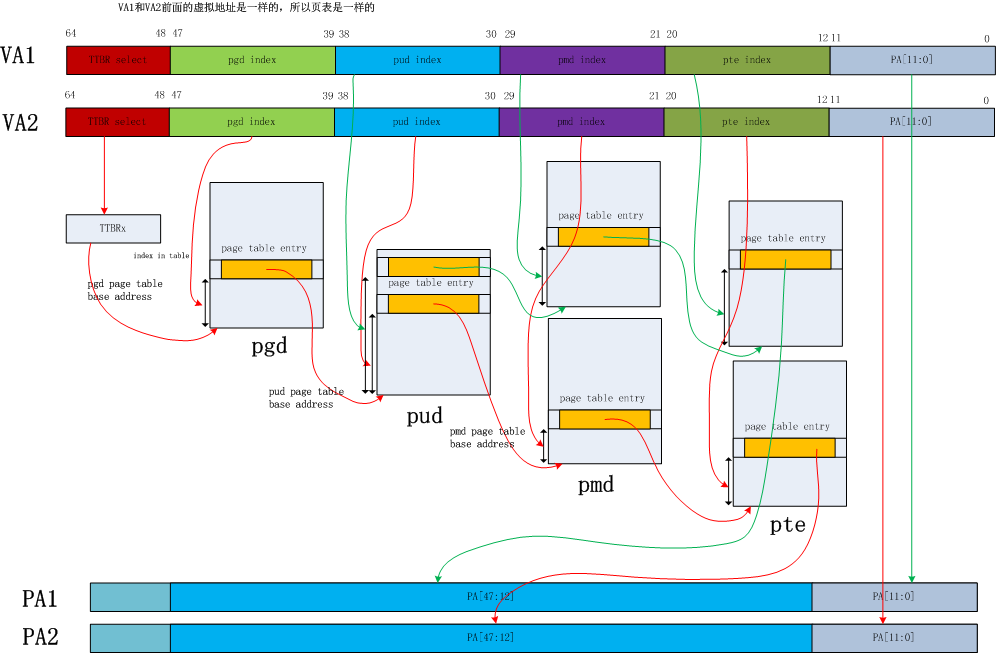 VA1和VA2前面的虚拟地址是一样的，所以页表是一样的
64 48 47 39 38 30 29 21 20 12 11 0
VA1 TTBR select pgd index pud index pmd index pte index PA[11:0]
64 48 47 39 38 30 29 21 20 12 11 0
VA2 TTBR select pgd index pud index pmd index pte index PA[11:0]
TTBRx
index in table
pgd page table
base address
page table entry
pgd
page table entry
pud page table
base address
pud
page table entry
page table entry
pmd page table
base address
pmd
page table entry
page table entry
pte
PA1 PA[47:12] PA[11:0]
PA2 PA[47:12] PA[11:0]